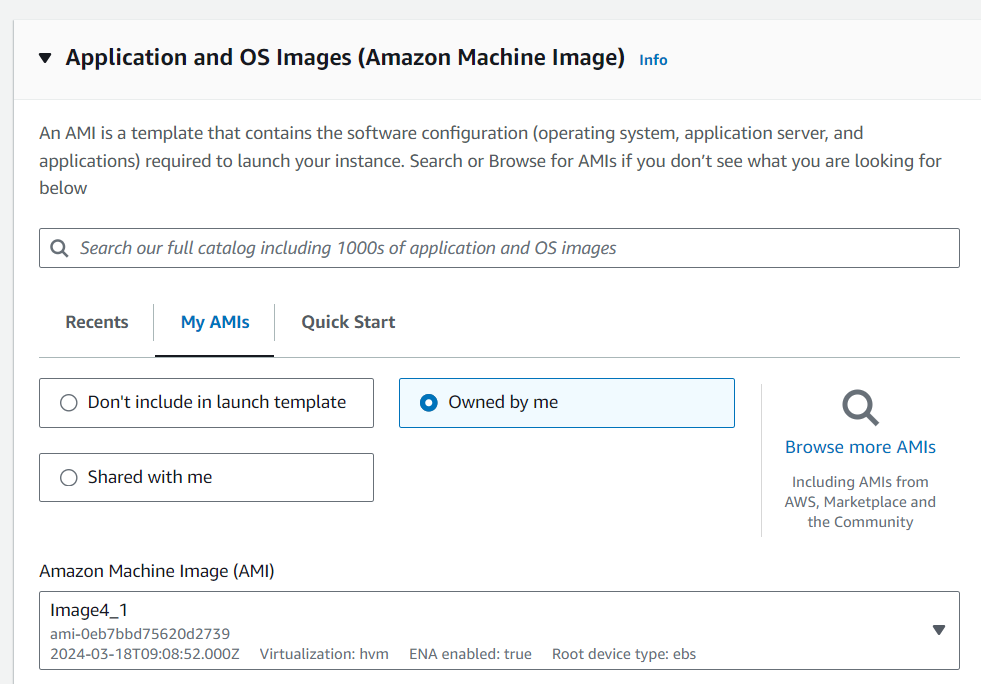 Application and OS Images (Amazon Machine Image) Info
An AMI is a template that contains the software configuration (operating system, application server, and
applications) required to launch your instance. Search or Browse for AMIs if you don’t see what you are looking for
below
Search our full catalog including 1000s of application and OS images
Recents My AMIs Quick Start
Don't include in launch template
Owned by me
Shared with me
Browse more AMIs
Including AMIs from
AWS, Marketplace and
the Community
Amazon Machine Image (AMI)
Image4_1
ami-0eb7bbd75620d2739
2024-03-18T09:08:52.000Z Virtualization: hvm ENA enabled: true Root device type: ebs